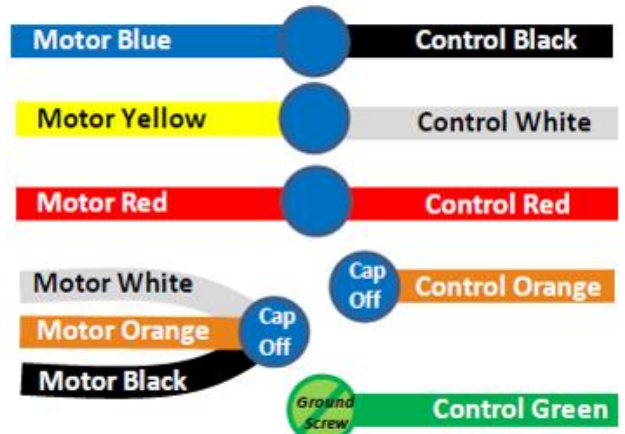 Motor Blue Control Black
Motor Yellow Control White
Motor Red Control Red
Motor White
Motor Orange
Motor Black
Cap
Off
Cap
Off
Control Orange
Ground
Screw
Control Green